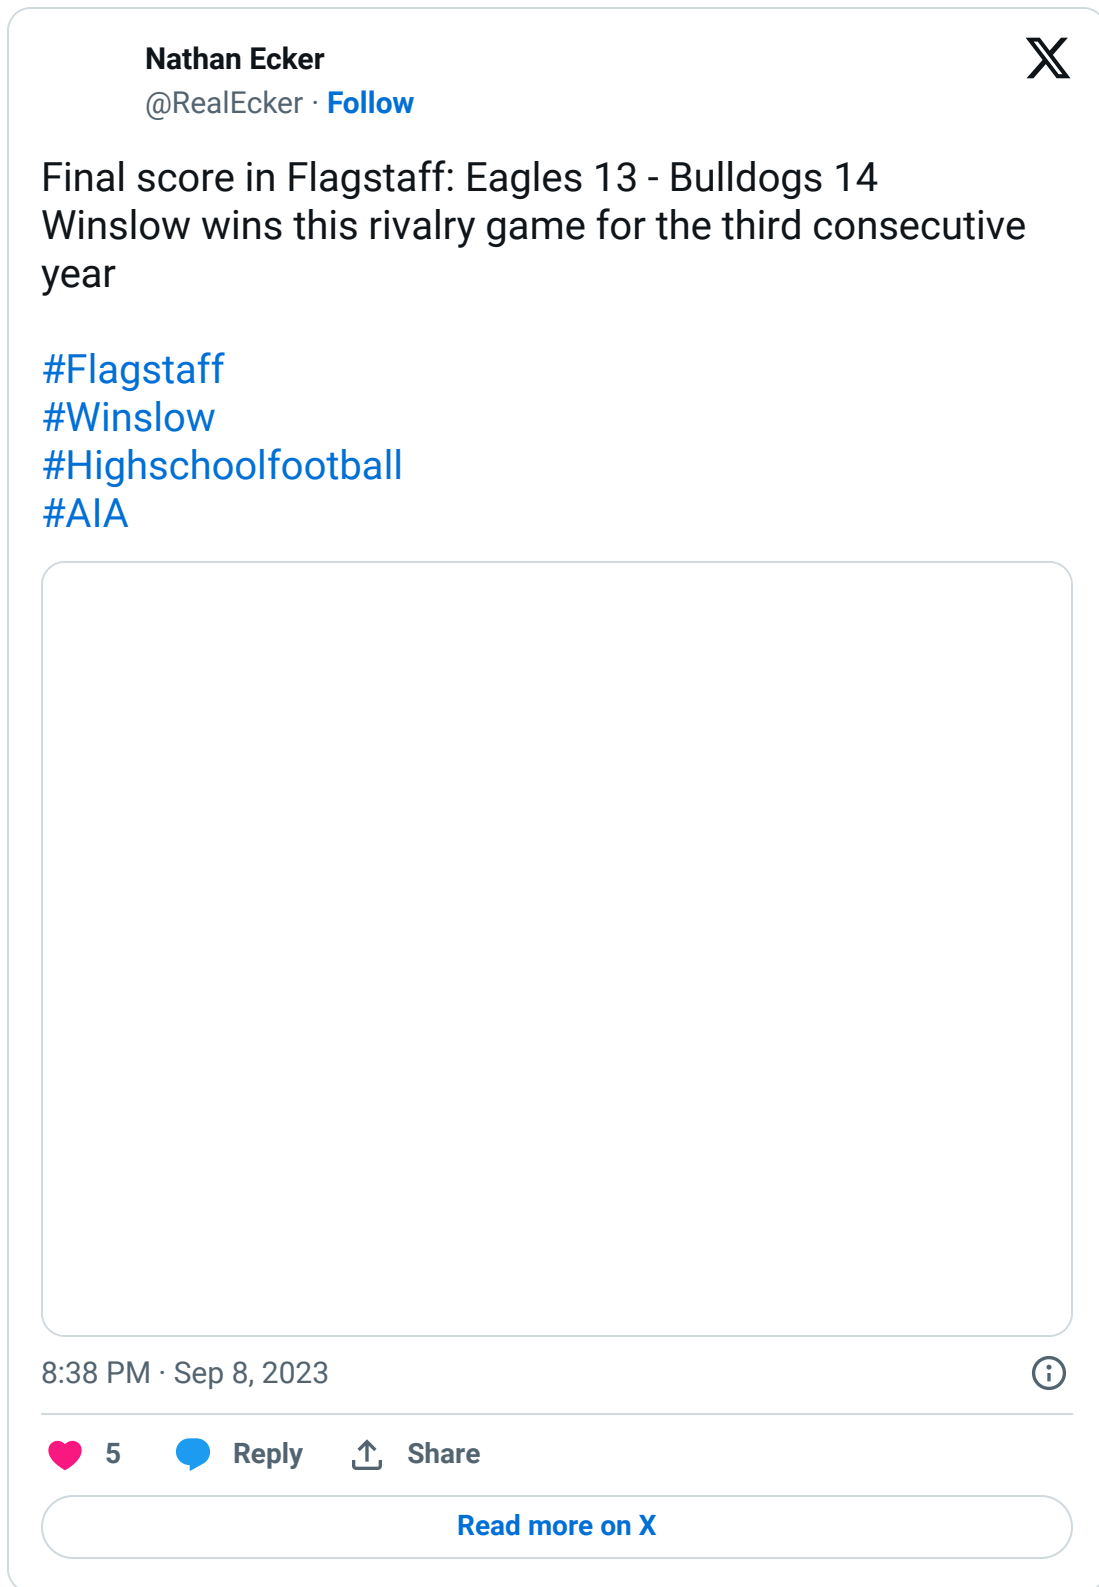 Nathan Ecker
@RealEcker · Follow
Final score in Flagstaff: Eagles 13 - Bulldogs 14
Winslow wins this rivalry game for the third consecutive
year
#Flagstaff
#Winslow
#Highschoolfootball
#AIA
8:38 PM · Sep 8, 2023
5 Reply Share
Read more on X